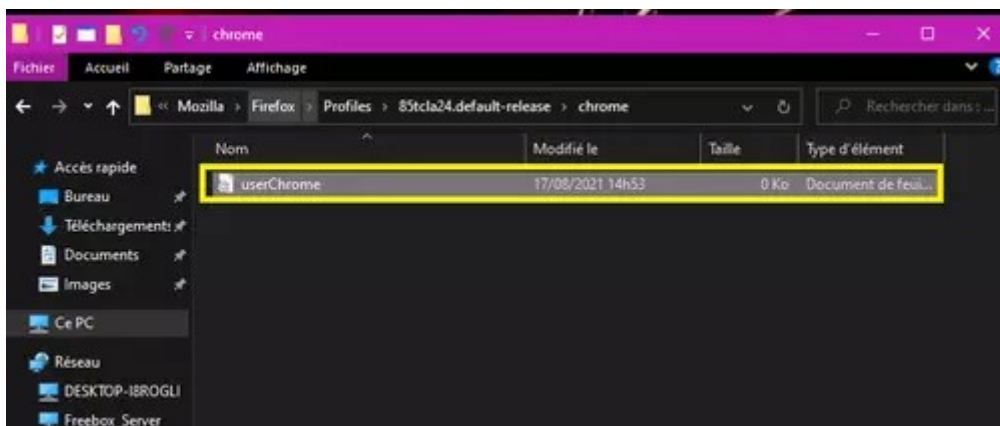 chrome
Fichier Accueil Partage Affichage
« Mozilla › Firefox › Profiles › 85tcla24.default-release › chrome Rechercher dans : ...
Nom Modifié le Taille Type d'élément
Accès rapide
userChrome 17/08/2021 14h53 0 Ko Document de feui...
Bureau
Téléchargements
Documents
Images
Ce PC
Réseau
DESKTOP-I8ROGLI
Freebox_Server